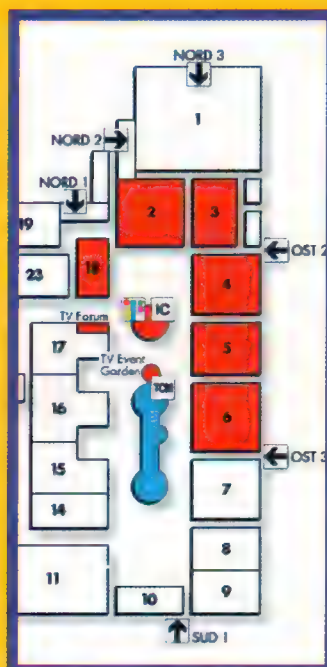 NORD 3
1
NORD 2
NORD 1
2
3
19
OST 2
18
4
23
IC
TV Forum
17
5
TV Event
Garden
TCM
16
6
OST 3
15
7
14
8
11
9
10
SUD 1